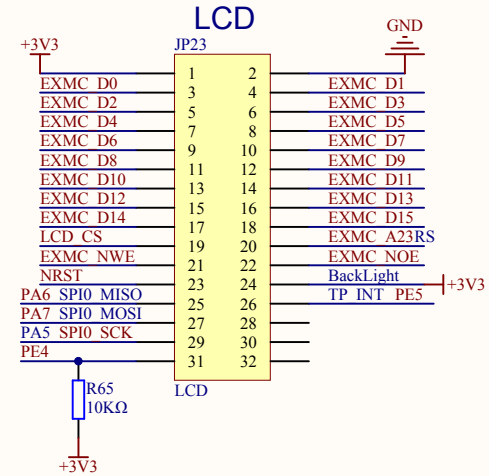 LCD
GND
+3V3 JP23
1 2
EXMC D0 3 4 EXMC D1
EXMC D2 5 6 EXMC D3
EXMC D4 7 8 EXMC D5
EXMC D6 9 10 EXMC D7
EXMC D8 11 12 EXMC D9
EXMC D10 13 14 EXMC D11
EXMC D12 15 16 EXMC D13
EXMC D14 17 18 EXMC D15
LCD CS 19 20 EXMC A23RS
EXMC NWE 21 22 EXMC NOE
NRST 23 24 BackLight +3V3
PA6 SPI0 MISO 25 26 TP INT PE5
PA7 SPI0 MOSI 27 28
PA5 SPI0 SCK 29 30
PE4 31 32
R65 LCD
10KΩ
+3V3